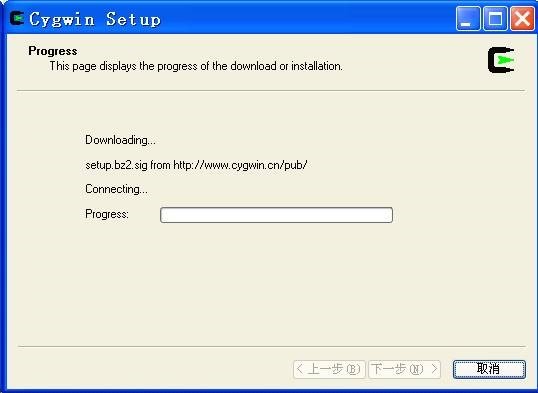 Cygwin Setup
Progress
This page displays the progress of the download or installation.
Downloading...
setup.bz2.sig from http://www.cygwin.cn/pub/
Connecting...
Progress:
< 上一步(B) 下一步(N) > 取消